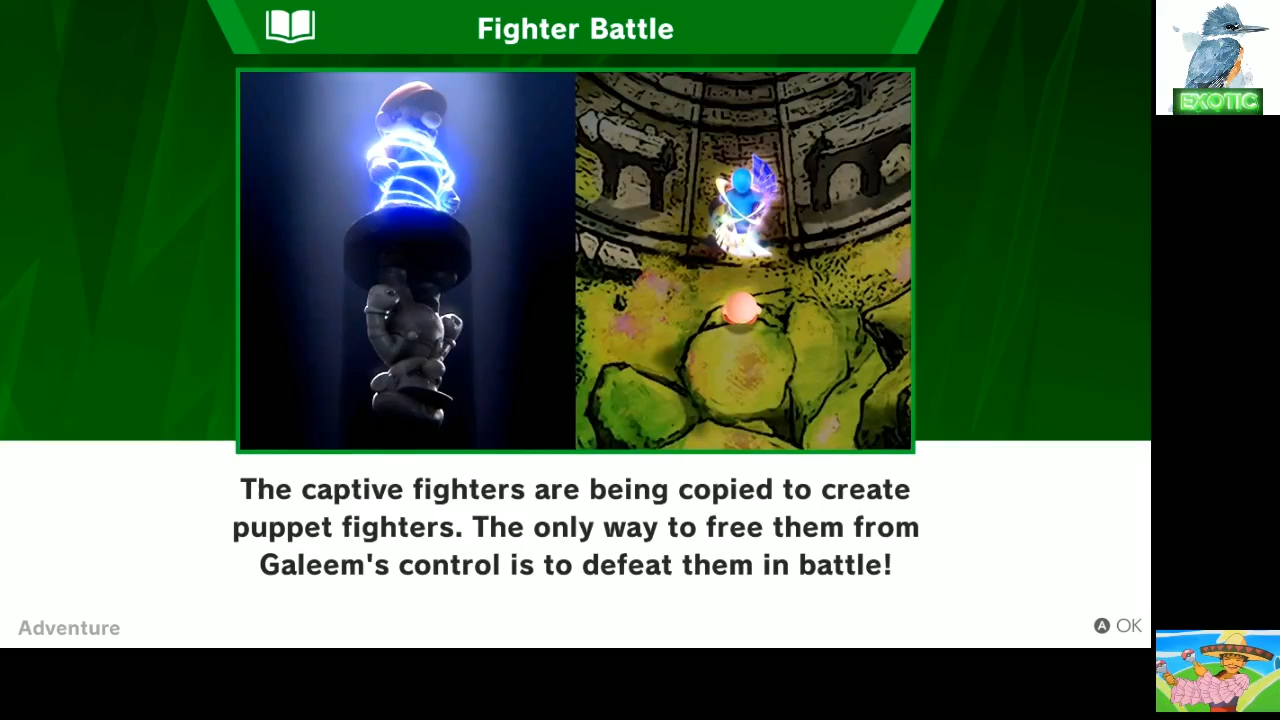 Fighter Battle
EXOTIC
The captive fighters are being copied to create
puppet fighters. The only way to free them from
Galeem's control is to defeat them in battle!
Adventure
A OK